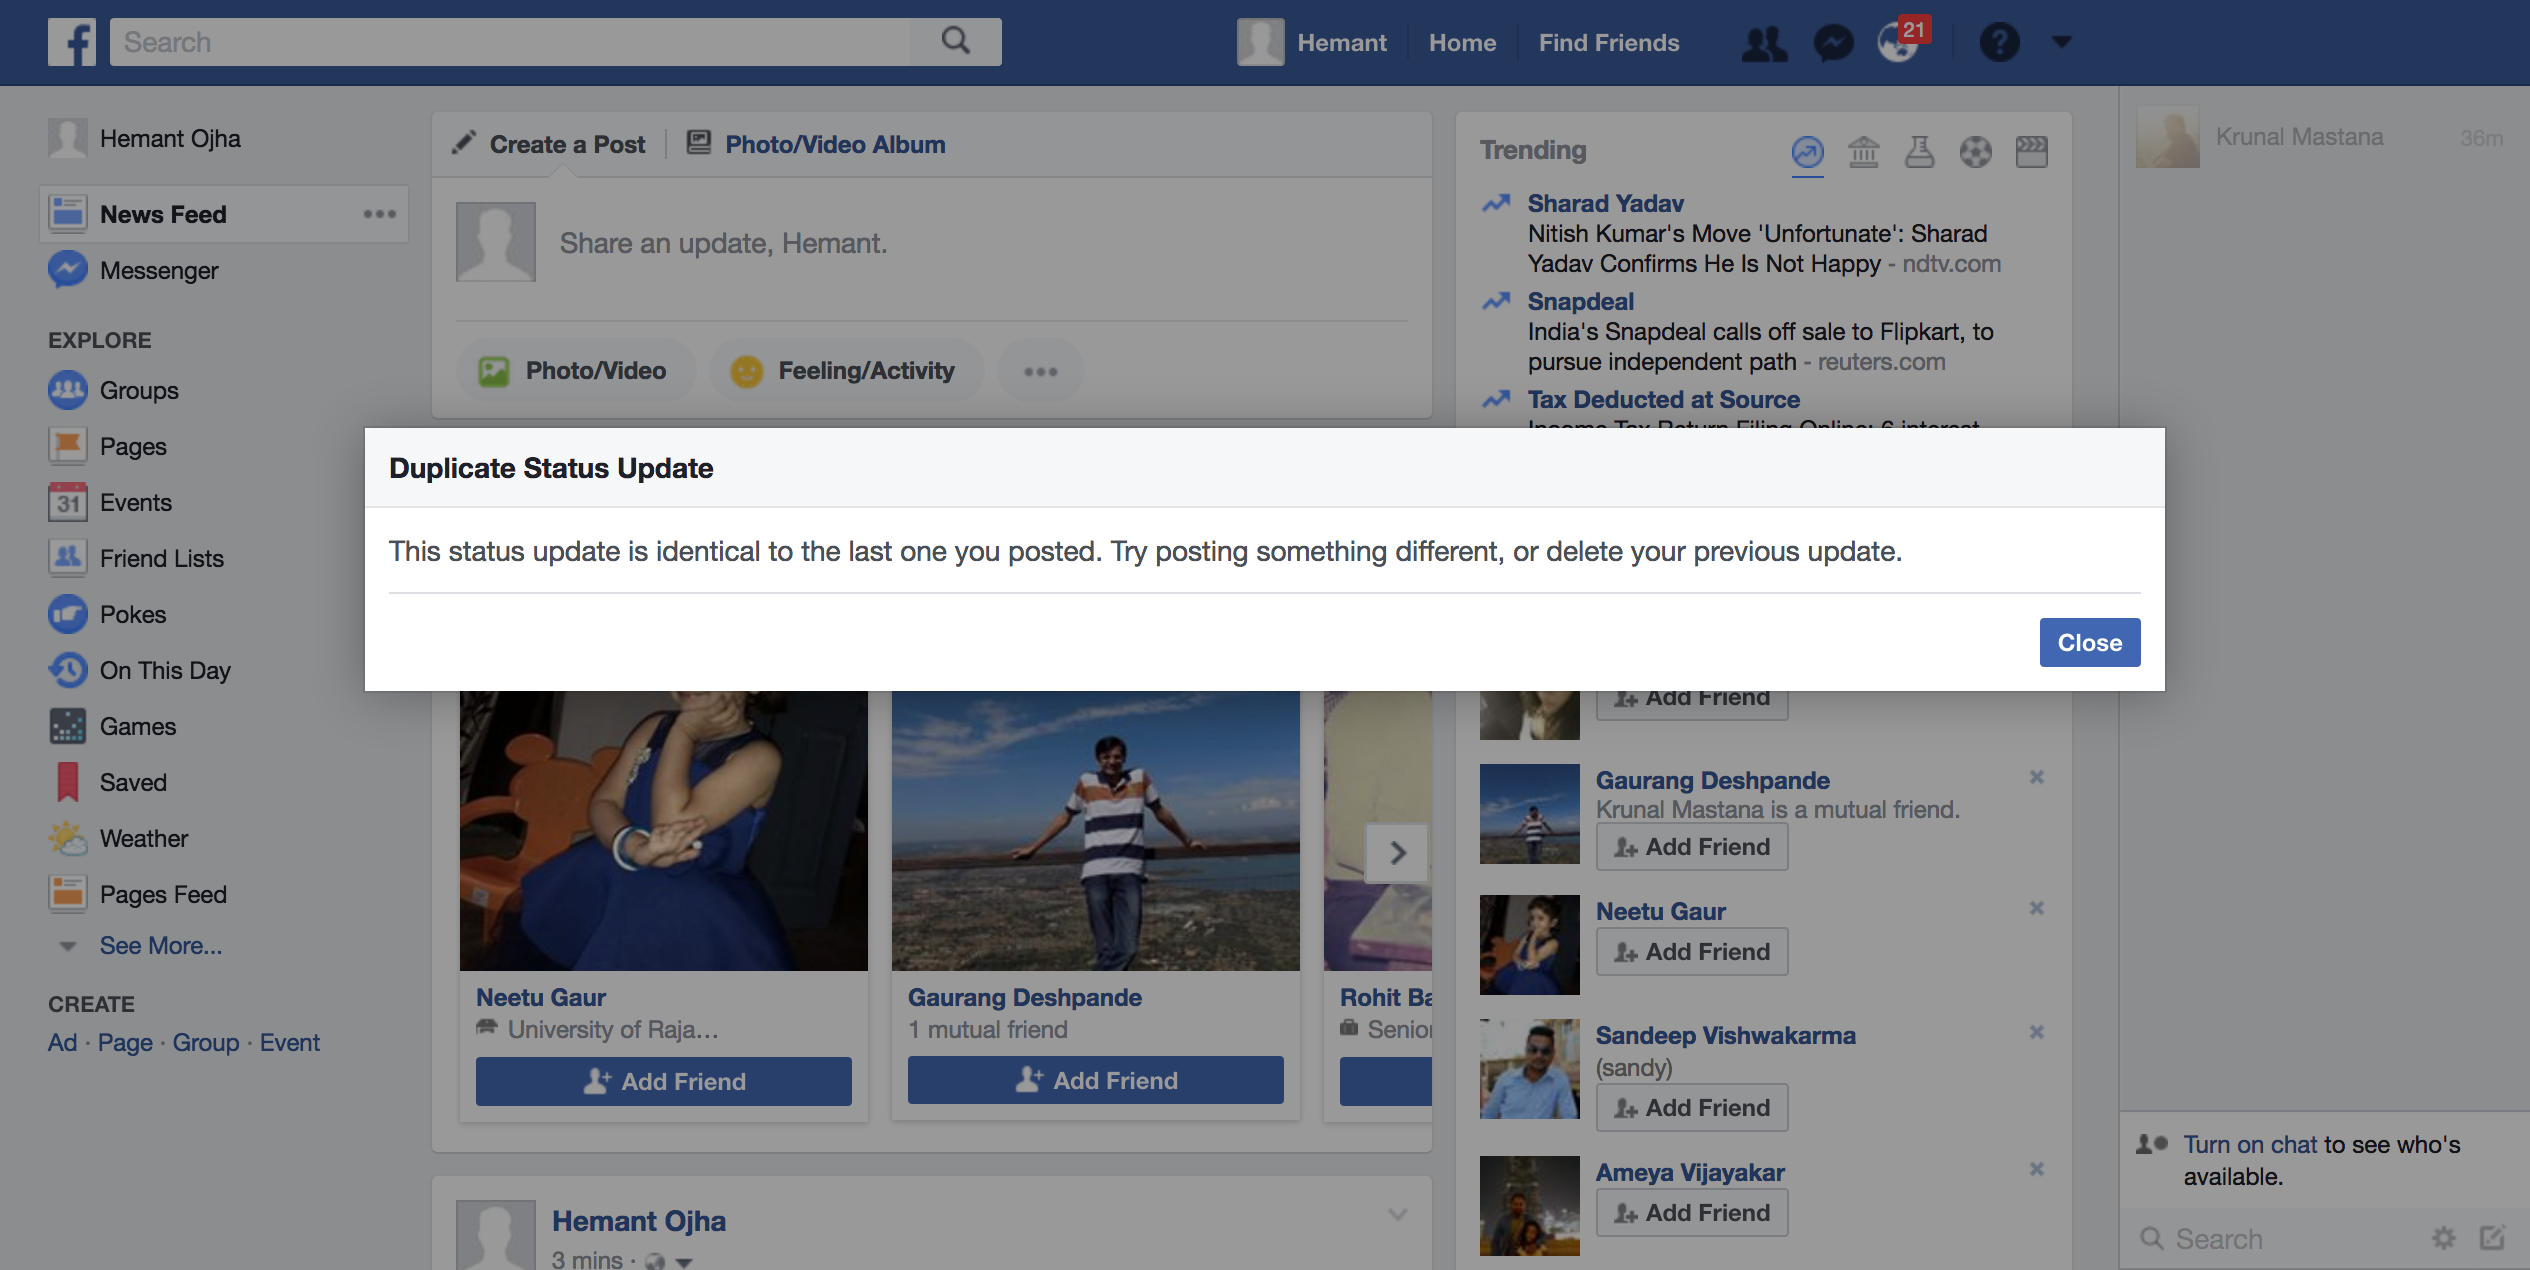 Search
Hemant
Home
Find Friends
21
Hemant Ojha
News Feed
Messenger
EXPLORE
Groups
Pages
31
Events
Friend Lists
Pokes
On This Day
Games
Saved
Weather
Pages Feed
See More...
CREATE
Ad · Page · Group · Event
Create a Post
Photo/Video Album
Share an update, Hemant.
Photo/Video
Feeling/Activity
Duplicate Status Update
This status update is identical to the last one you posted. Try posting something different, or delete your previous update.
Close
Neetu Gaur
University of Raja...
Add Friend
Gaurang Deshpande
1 mutual friend
Add Friend
Rohit
Hemant Ojha
3 mins ·
Trending
Sharad Yadav
Nitish Kumar's Move 'Unfortunate': Sharad
Yadav Confirms He Is Not Happy - ndtv.com
Snapdeal
India's Snapdeal calls off sale to Flipkart, to
pursue independent path - reuters.com
Tax Deducted at Source
Income Tax Return Filing Online: 6 interest
Add Friend
Gaurang Deshpande
Krunal Mastana is a mutual friend.
Add Friend
Neetu Gaur
Add Friend
Sandeep Vishwakarma
(sandy)
Add Friend
Ameya Vijayakar
Add Friend
Krunal Mastana
36m
Turn on chat to see who's
available.
Search